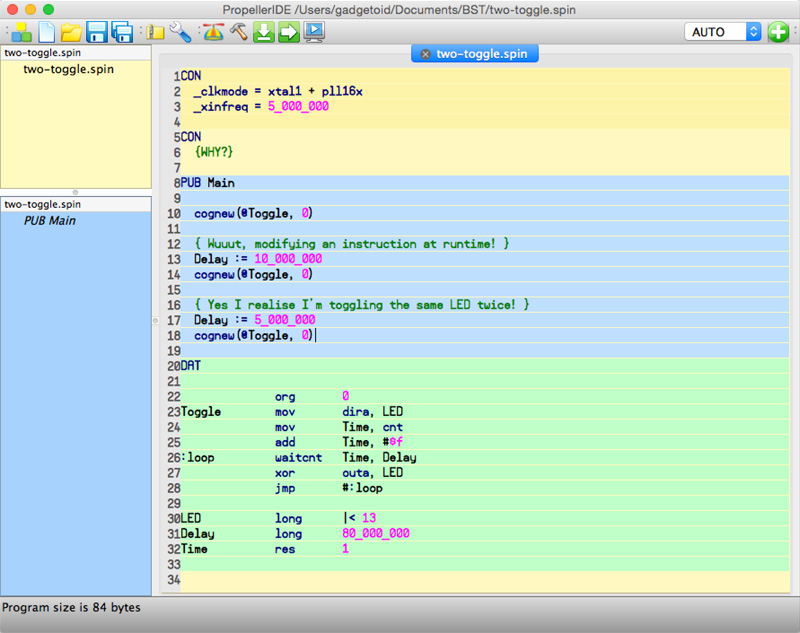 PropellerIDE /Users/gadgetoid/Documents/BST/two-toggle.spin
AUTO
two-toggle.spin
two-toggle.spin
two-toggle.spin
PUB Main
two-toggle.spin
1CON
2 _clkmode = xtal1 + pll16x
3 _xinfreq = 5_000_000
4
5CON
6 {WHY?}
7
8PUB Main
9
10 cognew(@Toggle, 0)
11
12 { Wuuut, modifying an instruction at runtime! }
13 Delay := 10_000_000
14 cognew(@Toggle, 0)
15
16 { Yes I realise I'm toggling the same LED twice! }
17 Delay := 5_000_000
18 cognew(@Toggle, 0)
19
20DAT
21
22 org 0
23Toggle mov dira, LED
24 mov Time, cnt
25 add Time, #$f
26:loop waitcnt Time, Delay
27 xor outa, LED
28 jmp #:loop
29
30LED long |< 13
31Delay long 80_000_000
32Time res 1
33
34
Program size is 84 bytes